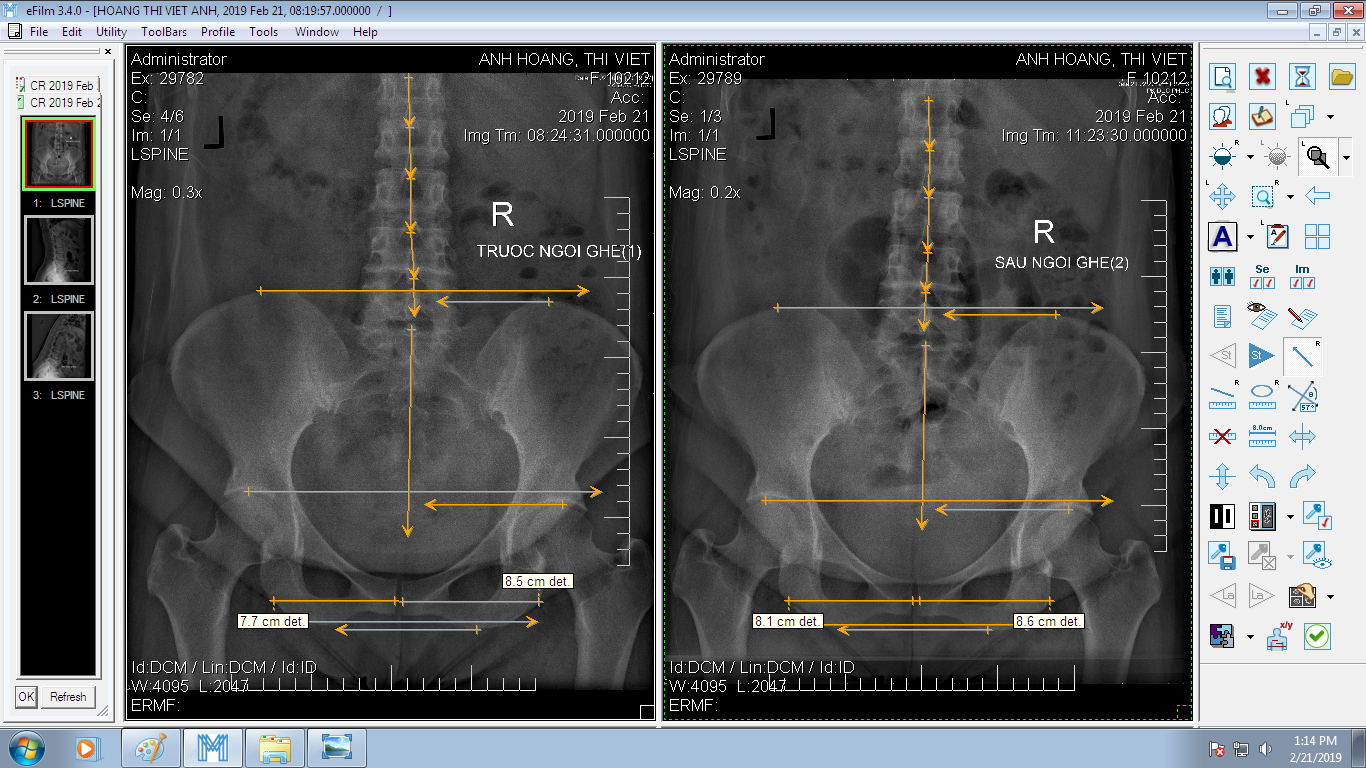 eFilm 3.4.0 - [HOANG THI VIET ANH, 2019 Feb 21, 08:19:57.000000 / ]
File Edit Utility ToolBars Profile Tools Window Help
CR 2019 Feb
CR 2019 Feb 2
1: LSPINE
2: LSPINE
3: LSPINE
OK Refresh
Administrator ANH HOANG, THI VIET
Ex: 29782 F 10212
C: Acc:
Se: 4/6 2019 Feb 21
Im: 1/1 Img Tm: 08:24:31.000000
LSPINE
Mag: 0.3x
R
TRUOC NGOI GHE(1)
8.5 cm det.
7.7 cm det.
Id:DCM / Lin:DCM / Id:ID
W:4095 L:2047
ERMF:
Administrator ANH HOANG, THI VIET
Ex: 29789 F 10212
C: Acc:
Se: 1/3 2019 Feb 21
Im: 1/1 Img Tm: 11:23:30.000000
LSPINE
Mag: 0.2x
R
SAU NGOI GHE(2)
8.1 cm det. 8.6 cm det.
Id:DCM / Lin:DCM / Id:ID
W:4095 L:2047
ERMF:
R L
L R
A L
Se Im
St St R
R R 57°
8.0cm
La La
x/y
1:14 PM
2/21/2019